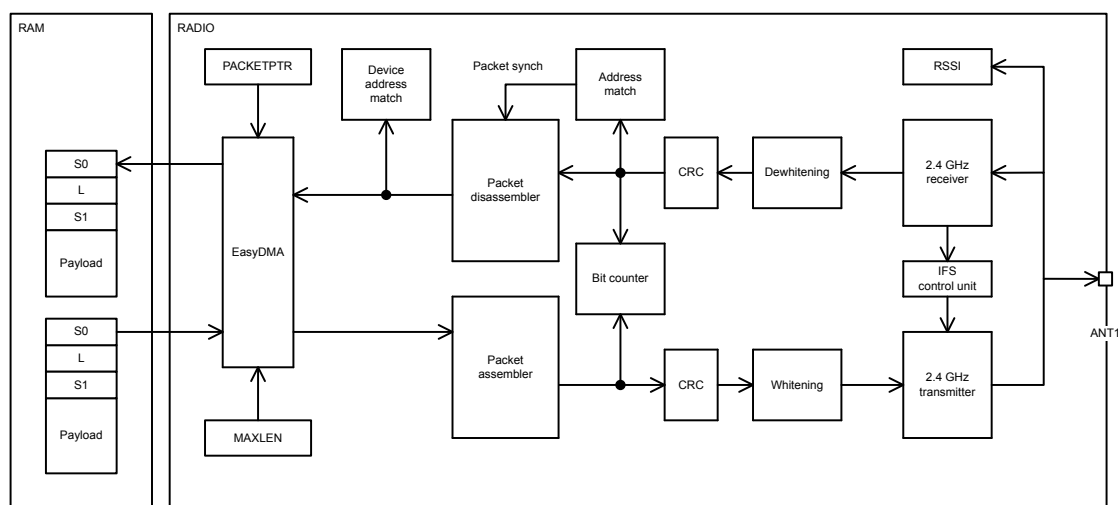 RAM
RADIO
PACKETPTR
Device
address
match
Packet synch
Address
match
RSSI
S0
L
S1
Payload
EasyDMA
Packet
disassembler
CRC
Dewhitening
2.4 GHz
receiver
Bit counter
IFS
control unit
ANT1
S0
L
S1
Payload
Packet
assembler
CRC
Whitening
2.4 GHz
transmitter
MAXLEN